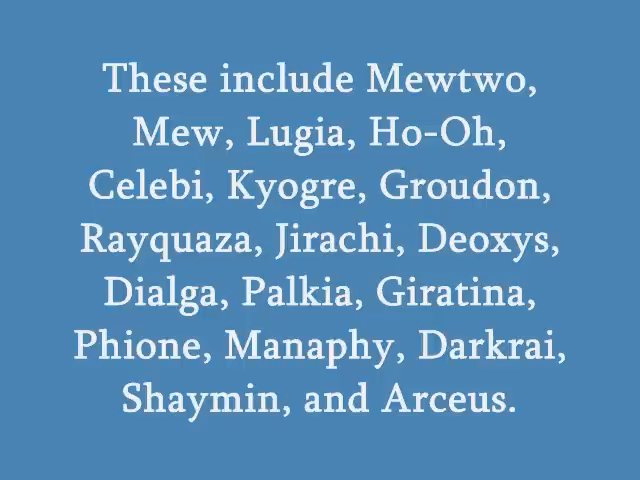 These include Mewtwo,
Mew, Lugia, Ho-Oh,
Celebi, Kyogre, Groudon,
Rayquaza, Jirachi, Deoxys,
Dialga, Palkia, Giratina,
Phione, Manaphy, Darkrai,
Shaymin, and Arceus.